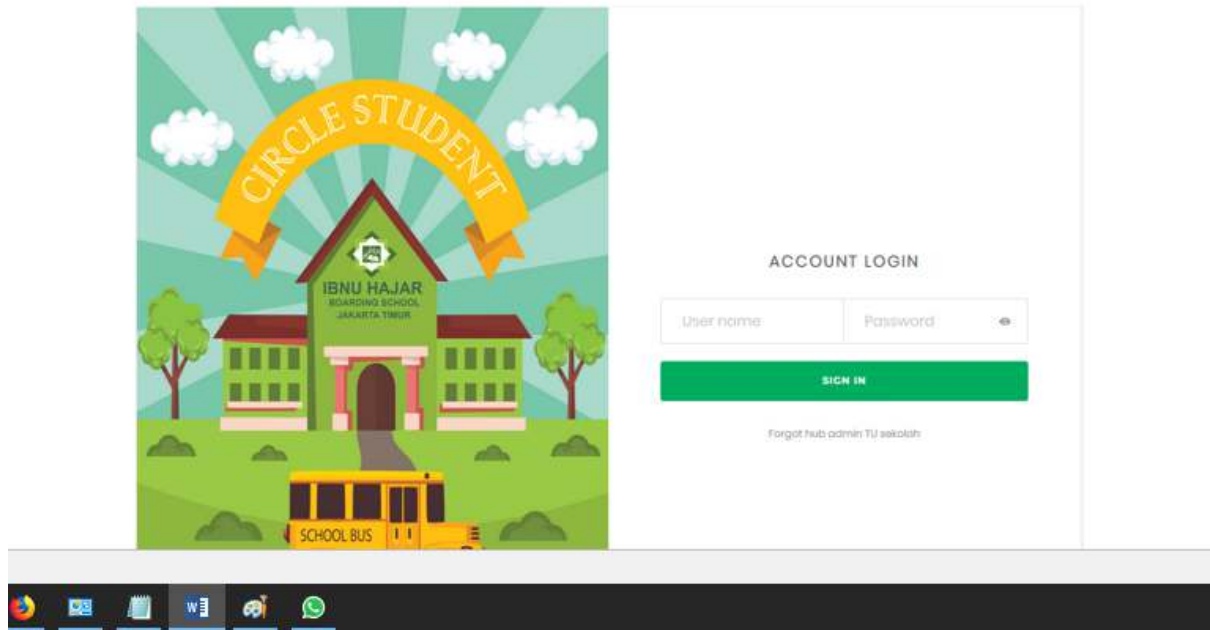 CIRCLE STUDENT
IBNU HAJAR
BOARDING SCHOOL
JAKARTA TIMUR
SCHOOL BUS
ACCOUNT LOGIN
User name Password
SIGN IN
Forgot hub admin TU sekolah
W